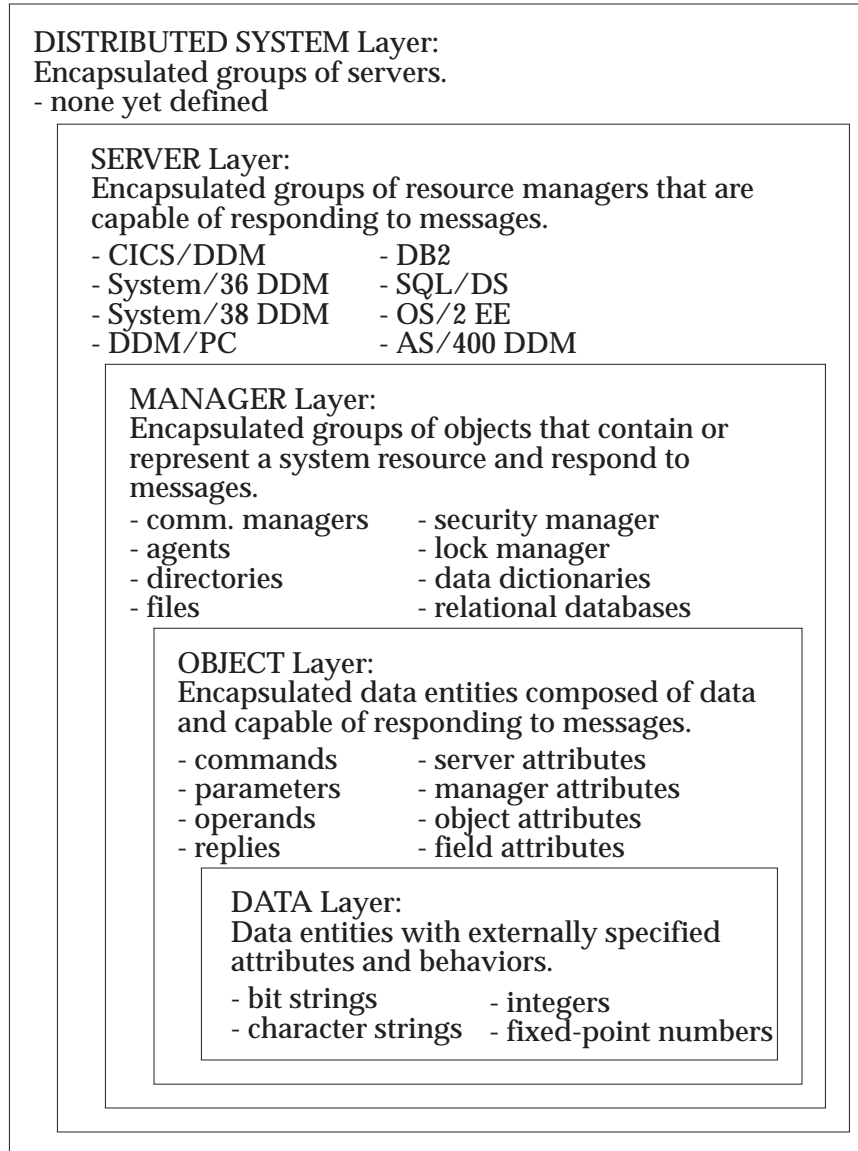 DISTRIBUTED SYSTEM Layer:
Encapsulated groups of servers.
- none yet defined
SERVER Layer:
Encapsulated groups of resource managers that are
capable of responding to messages.
- CICS/DDM - DB2
- System/36 DDM - SQL/DS
- System/38 DDM - OS/2 EE
- DDM/PC - AS/400 DDM
MANAGER Layer:
Encapsulated groups of objects that contain or
represent a system resource and respond to
messages.
- comm. managers - security manager
- agents - lock manager
- directories - data dictionaries
- files - relational databases
OBJECT Layer:
Encapsulated data entities composed of data
and capable of responding to messages.
- commands - server attributes
- parameters - manager attributes
- operands - object attributes
- replies - field attributes
DATA Layer:
Data entities with externally specified
attributes and behaviors.
- bit strings - integers
- character strings - fixed-point numbers